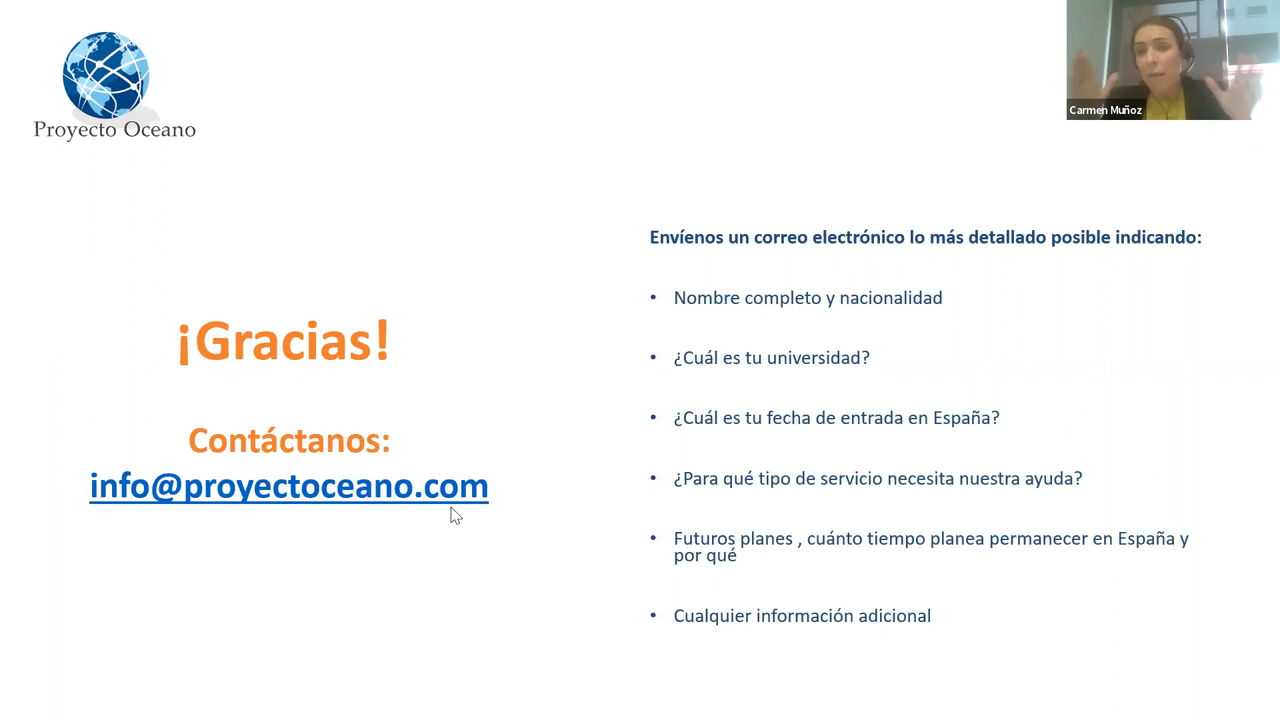 Proyecto Oceano
Carmen Muñoz
¡Gracias!
Contáctanos:
info@proyectoceano.com
Envíenos un correo electrónico lo más detallado posible indicando:
• Nombre completo y nacionalidad
• ¿Cuál es tu universidad?
• ¿Cuál es tu fecha de entrada en España?
• ¿Para qué tipo de servicio necesita nuestra ayuda?
• Futuros planes , cuánto tiempo planea permanecer en España y
por qué
• Cualquier información adicional